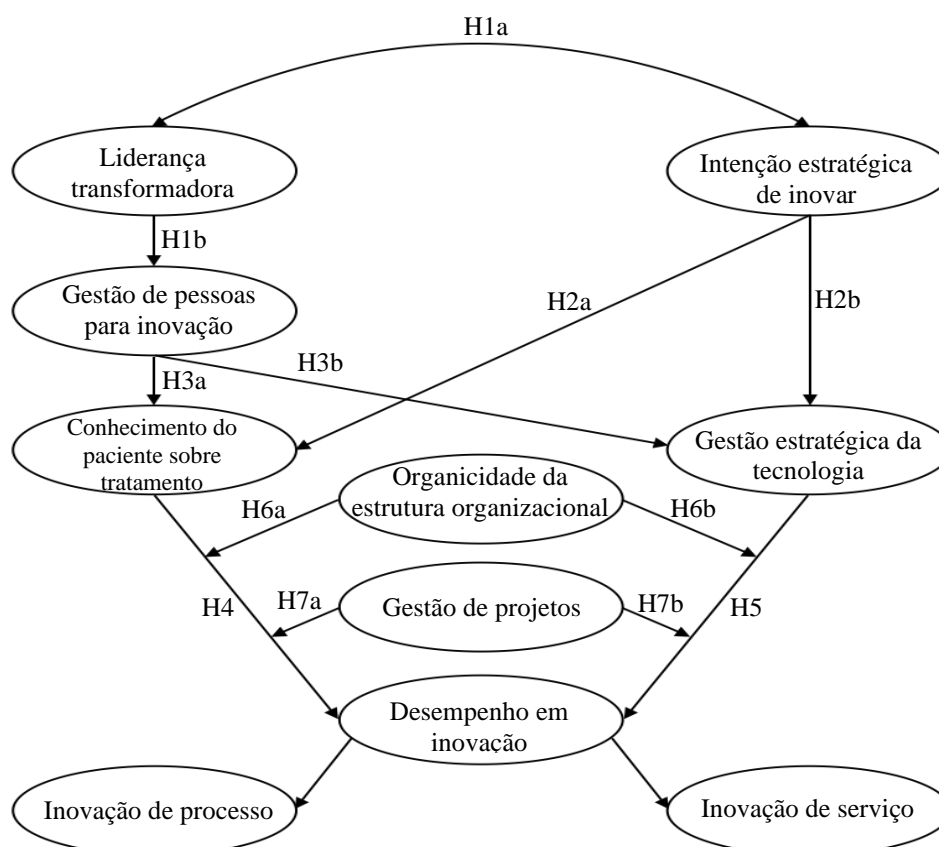 H1a
Liderança
transformadora
Intenção estratégica
de inovar
H1b
Gestão de pessoas
para inovação
H2a
H2b
H3b
H3a
Conhecimento do
paciente sobre
tratamento
Gestão estratégica da
tecnologia
Organicidade da
estrutura organizacional
H6a
H6b
H7a
H7b
H4
Gestão de projetos
H5
Desempenho em
inovação
Inovação de processo
Inovação de serviço